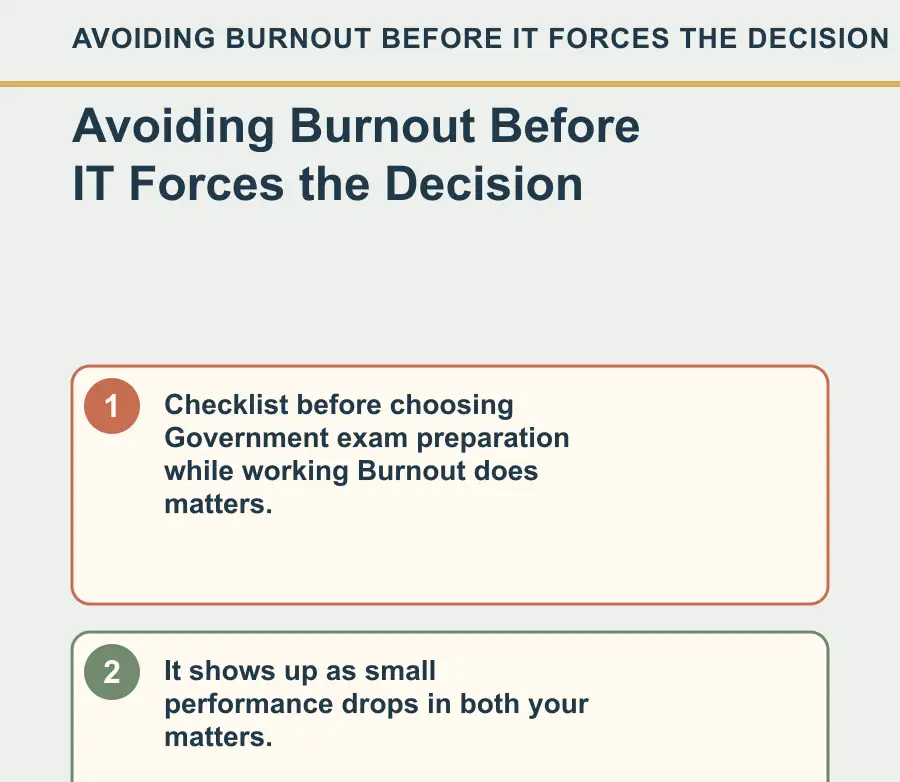 AVOIDING BURNOUT BEFORE IT FORCES THE DECISION
Avoiding Burnout Before
IT Forces the Decision
1
Checklist before choosing
Government exam preparation
while working Burnout does
matters.
2
It shows up as small
performance drops in both your
matters.